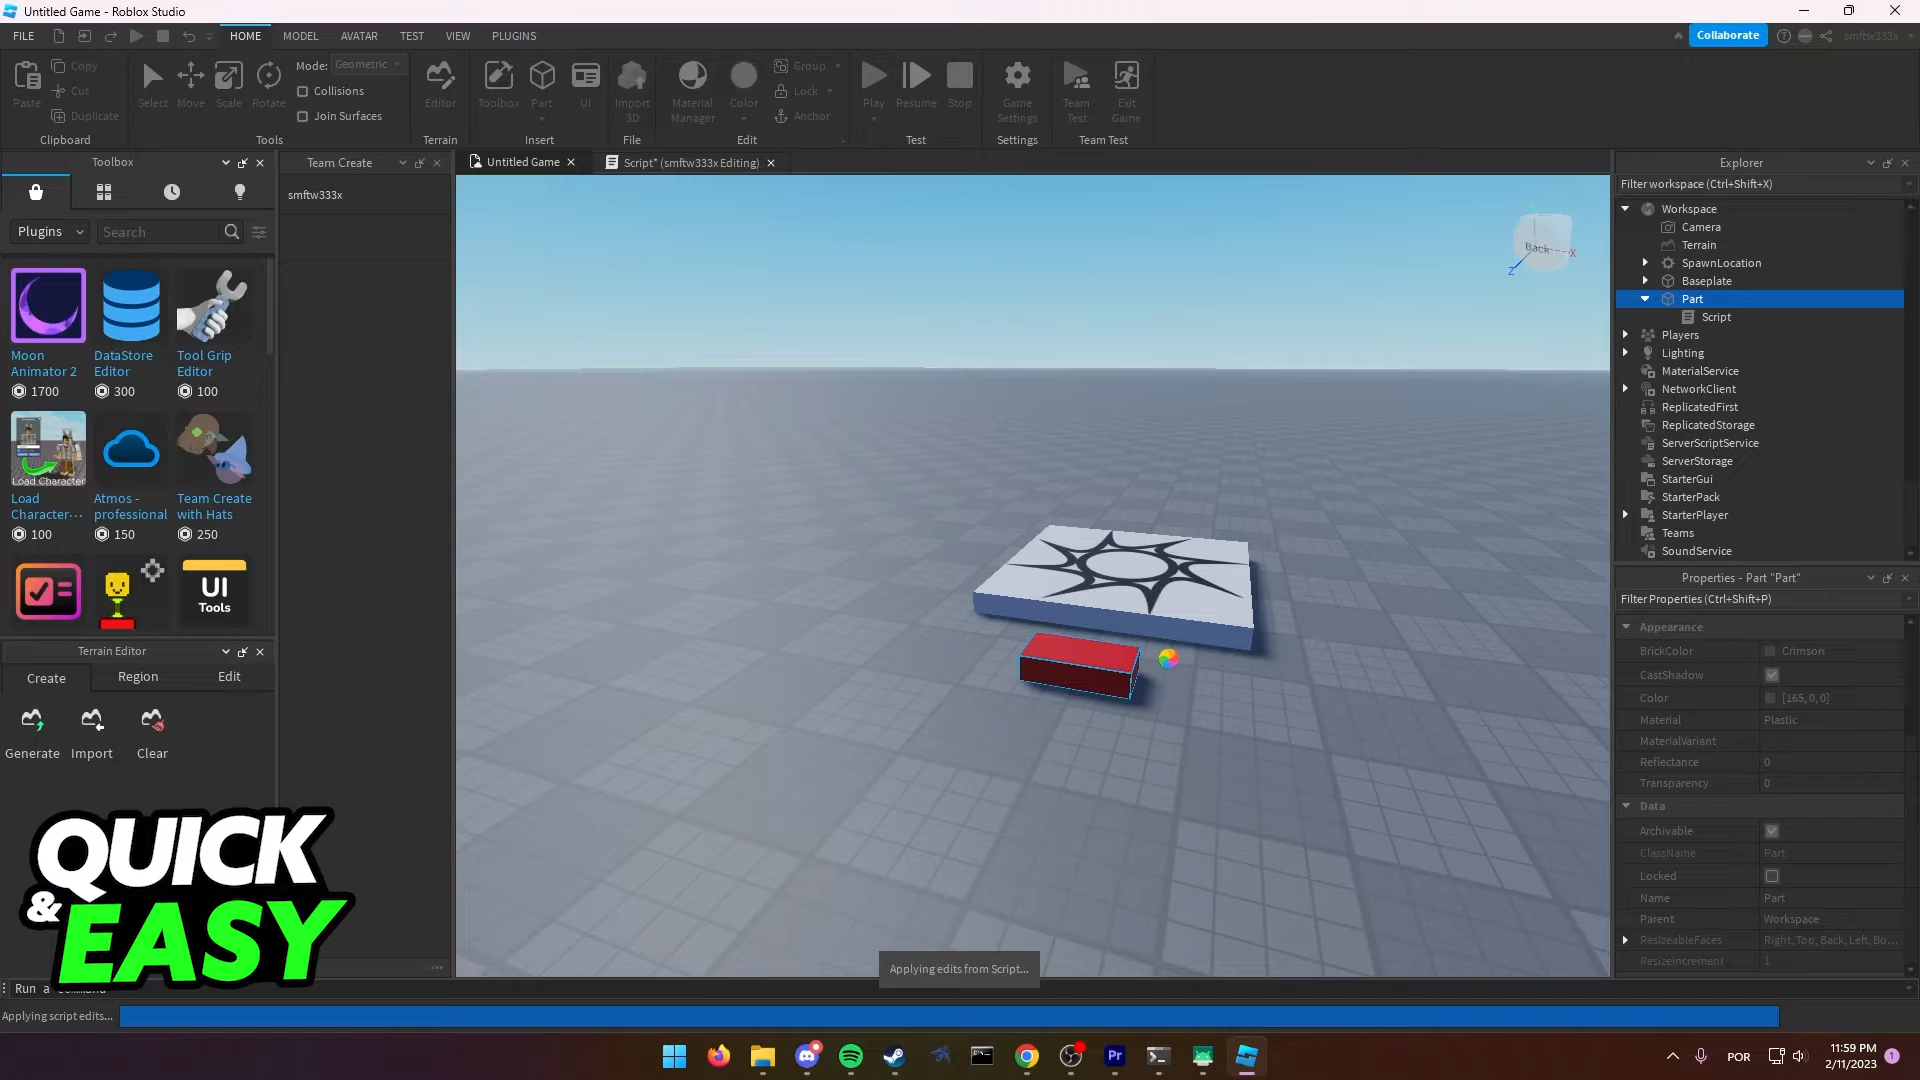 Untitled Game - Roblox Studio
FILE HOME MODEL AVATAR TEST VIEW PLUGINS Collaborate smftw333x
Paste Copy Cut Duplicate Clipboard
Select Move Scale Rotate Mode: Geometric Collisions Join Surfaces Tools
Editor Terrain
Toolbox Part UI Insert
Import 3D File
Material Manager Color Group Lock Anchor Edit
Play Resume Stop Test
Game Settings Settings
Team Test Exit Game Team Test
Toolbox
Plugins Search
Moon Animator 2 1700
DataStore Editor 300
Tool Grip Editor 100
Load Character
Load Character... 100
Atmos - professional 150
Team Create with Hats 250
UI Tools
Terrain Editor
Create Region Edit
Generate Import Clear
QUICK
& EASY
Team Create
smftw333x
Untitled Game Script* (smftw333x Editing)
Back X Z
Applying edits from Script...
Explorer
Filter workspace (Ctrl+Shift+X)
Workspace
Camera
Terrain
SpawnLocation
Baseplate
Part
Script
Players
Lighting
MaterialService
NetworkClient
ReplicatedFirst
ReplicatedStorage
ServerScriptService
ServerStorage
StarterGui
StarterPack
StarterPlayer
Teams
SoundService
Properties - Part "Part"
Filter Properties (Ctrl+Shift+P)
Appearance
BrickColor Crimson
CastShadow
Color [165, 0, 0]
Material Plastic
MaterialVariant
Reflectance 0
Transparency 0
Data
Archivable
ClassName Part
Locked
Name Part
Parent Workspace
ResizeableFaces Right, Top, Back, Left, Bo...
ResizeIncrement 1
Run a command
Applying script edits...
Pr POR 11:59 PM
2/11/2023 1